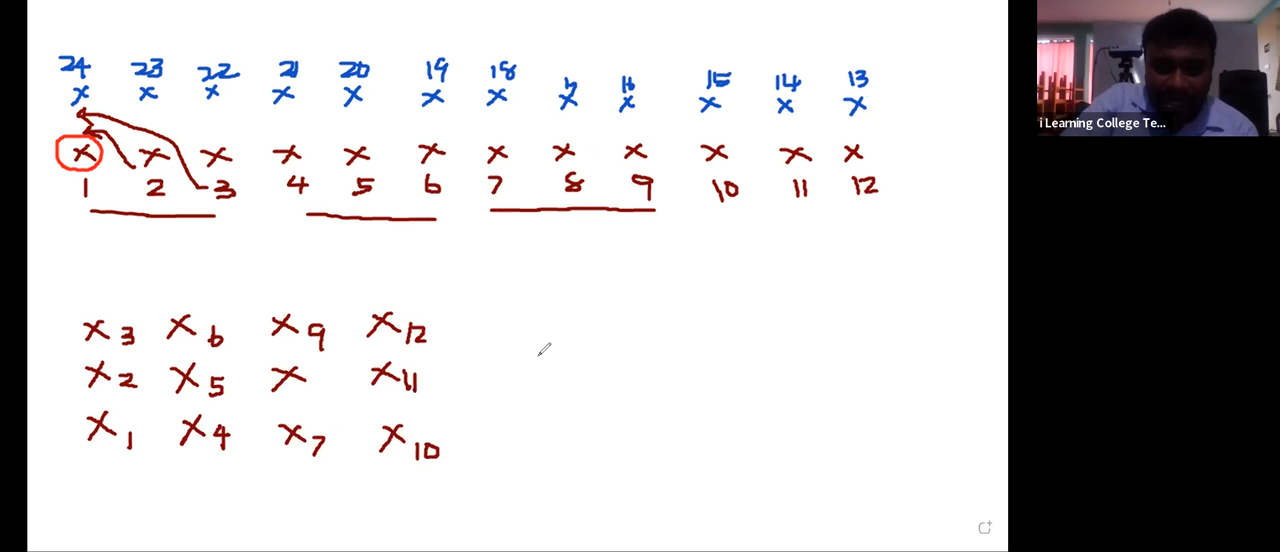 24 23 22 21 20 19 18 17 16 15 14 13
x x x x x x x x x x x x
x x x x x x x x x x x x
1 2 3 4 5 6 7 8 9 10 11 12
x3 x6 x9 x12
x2 x5 x x11
x1 x4 x7 x10
i Learning College Te...